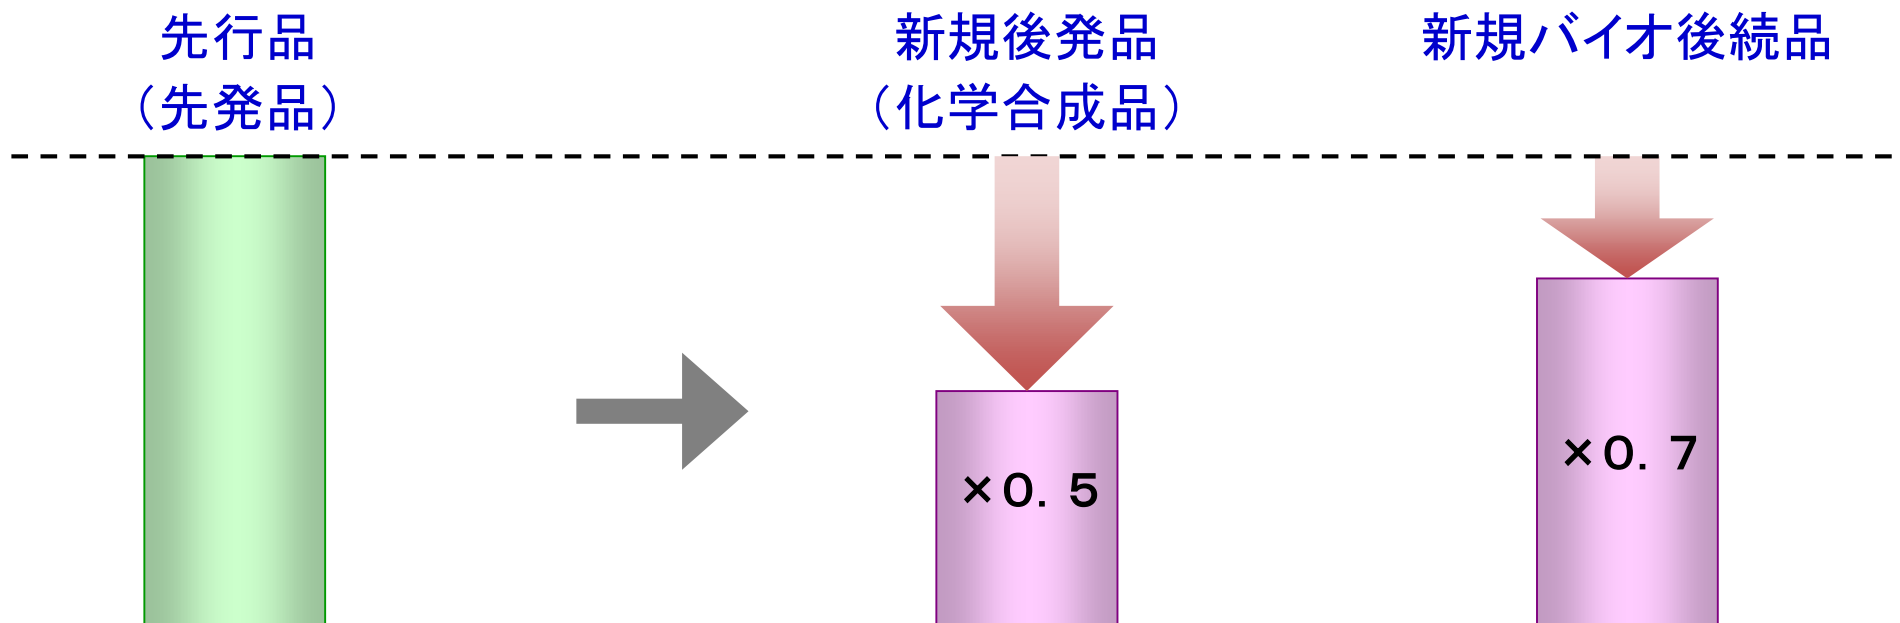 先行品
（先発品）
新規後発品
（化学合成品）
新規バイオ後続品
×０．５
×０．７